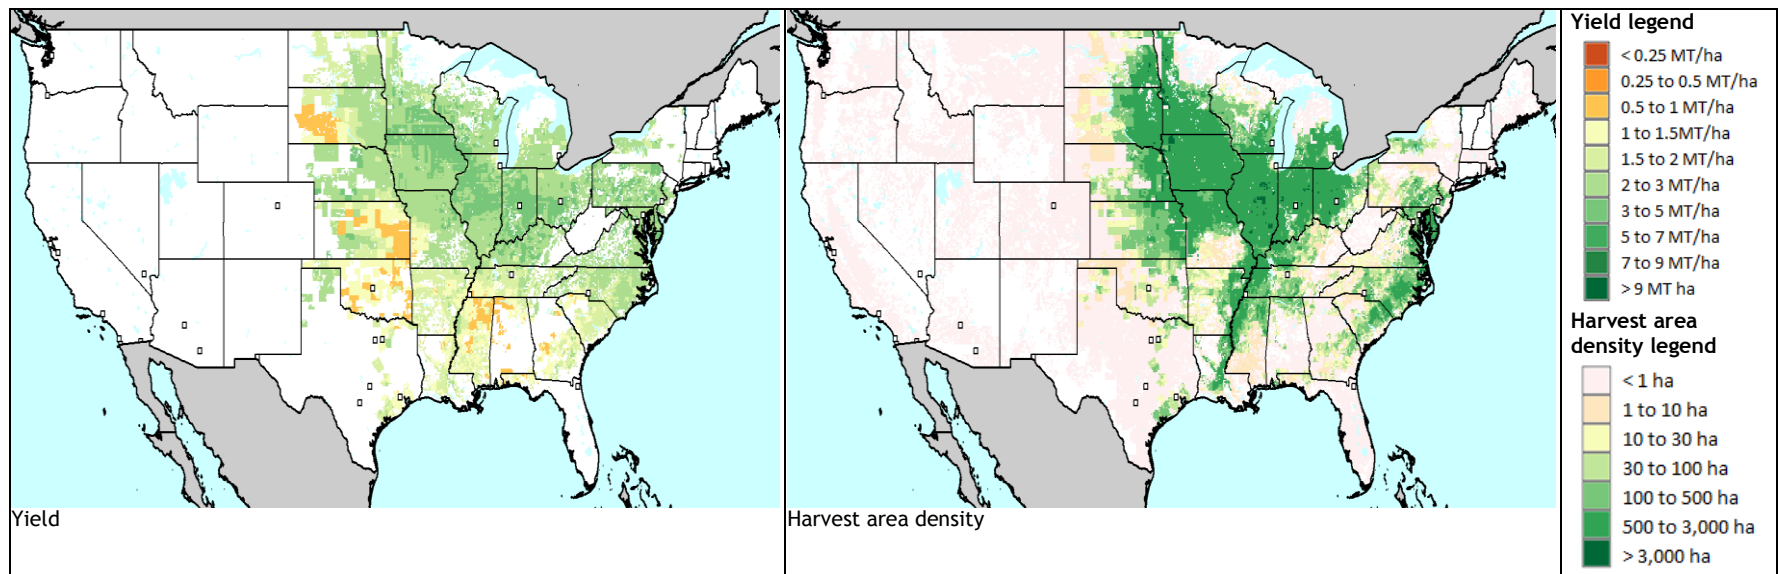 Yield legend
< 0.25 MT/ha
0.25 to 0.5 MT/ha
0.5 to 1 MT/ha
1 to 1.5MT/ha
1.5 to 2 MT/ha
2 to 3 MT/ha
3 to 5 MT/ha
5 to 7 MT/ha
7 to 9 MT/ha
> 9 MT ha
Harvest area
density legend
< 1 ha
1 to 10 ha
10 to 30 ha
30 to 100 ha
100 to 500 ha
500 to 3,000 ha
> 3,000 ha
Yield
Harvest area density